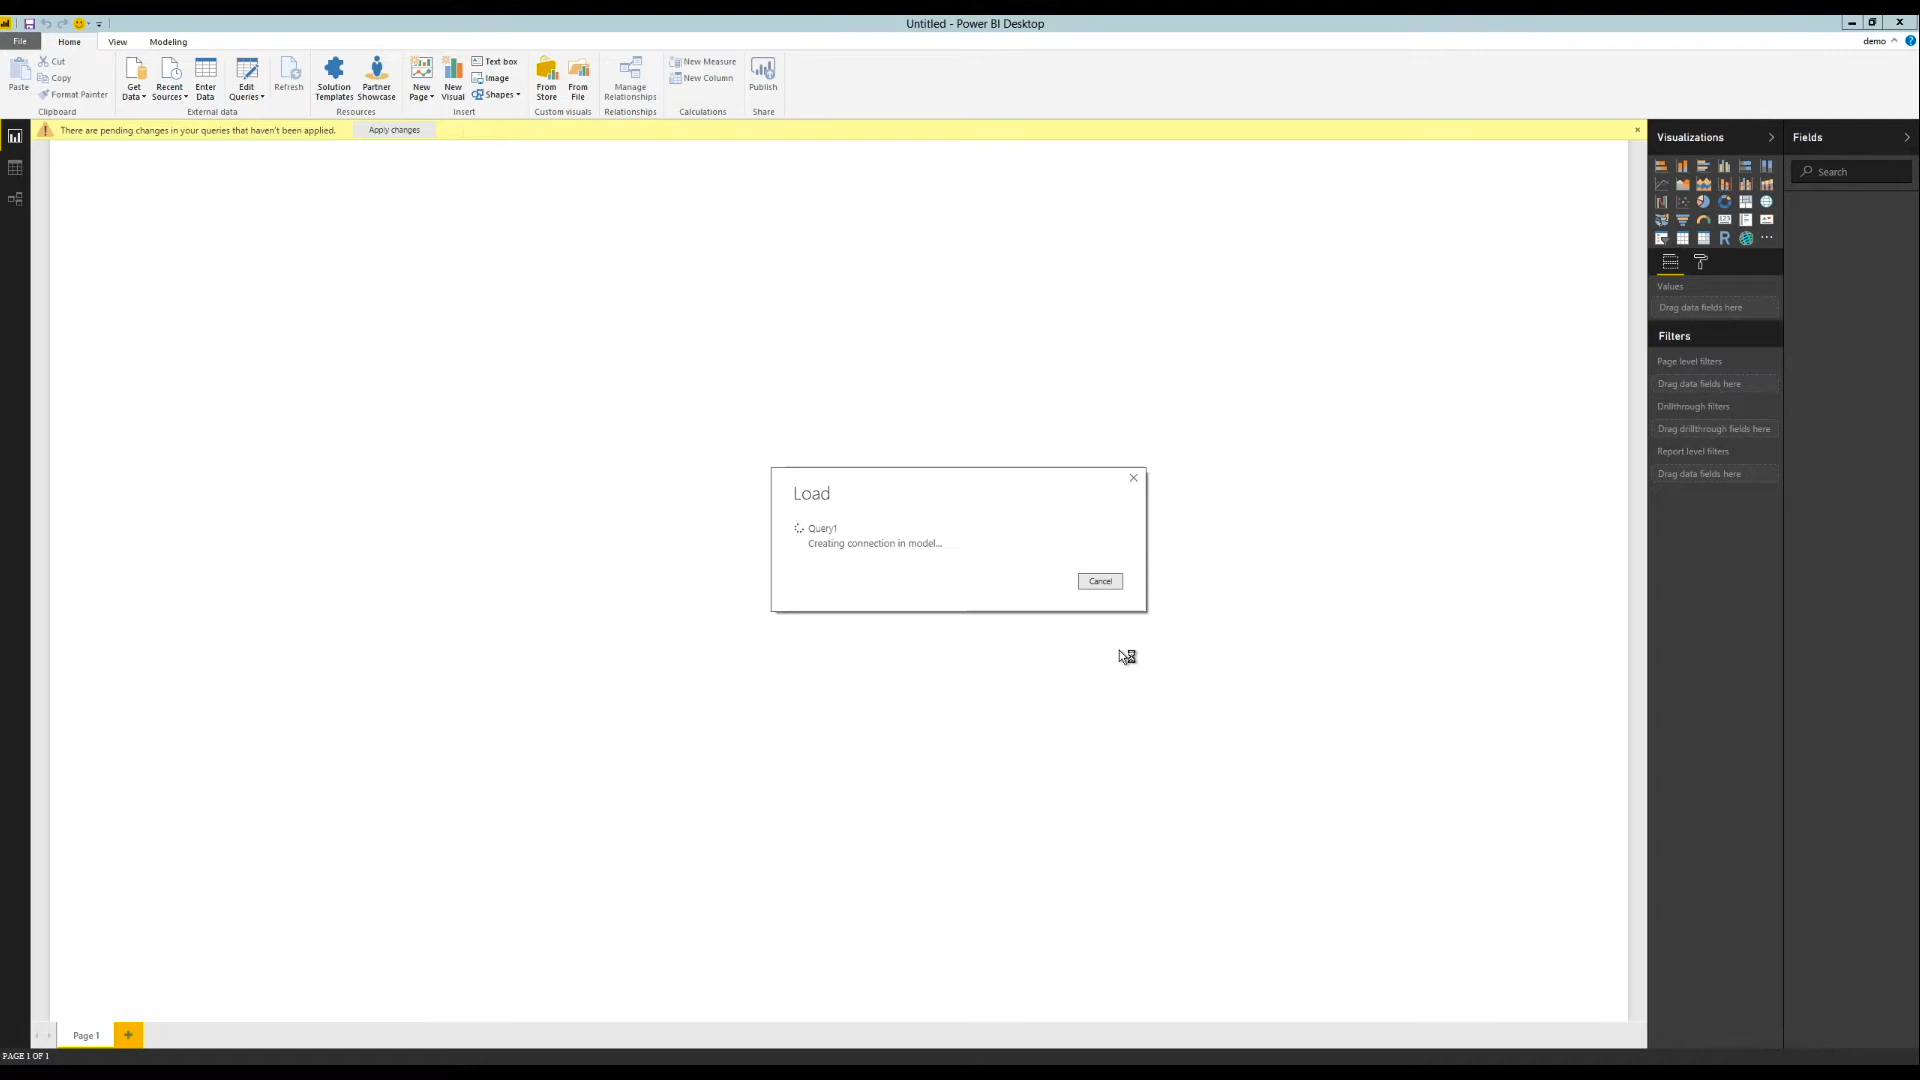 Untitled - Power BI Desktop
File Home View Modeling
demo
Paste
Cut
Copy
Format Painter
Clipboard
Get Data
Recent Sources
Enter Data
Edit Queries
Refresh
External data
Solution Templates
Partner Showcase
Resources
New Page
New Visual
Text box
Image
Shapes
Insert
From Store
From File
Custom visuals
Manage Relationships
Relationships
New Measure
New Column
Calculations
Publish
Share
There are pending changes in your queries that haven't been applied. Apply changes
Visualizations
Fields
Search
R
Values
Drag data fields here
Filters
Page level filters
Drag data fields here
Drillthrough filters
Drag drillthrough fields here
Report level filters
Drag data fields here
Load
Query1
Creating connection in model...
Cancel
Page 1
PAGE 1 OF 1